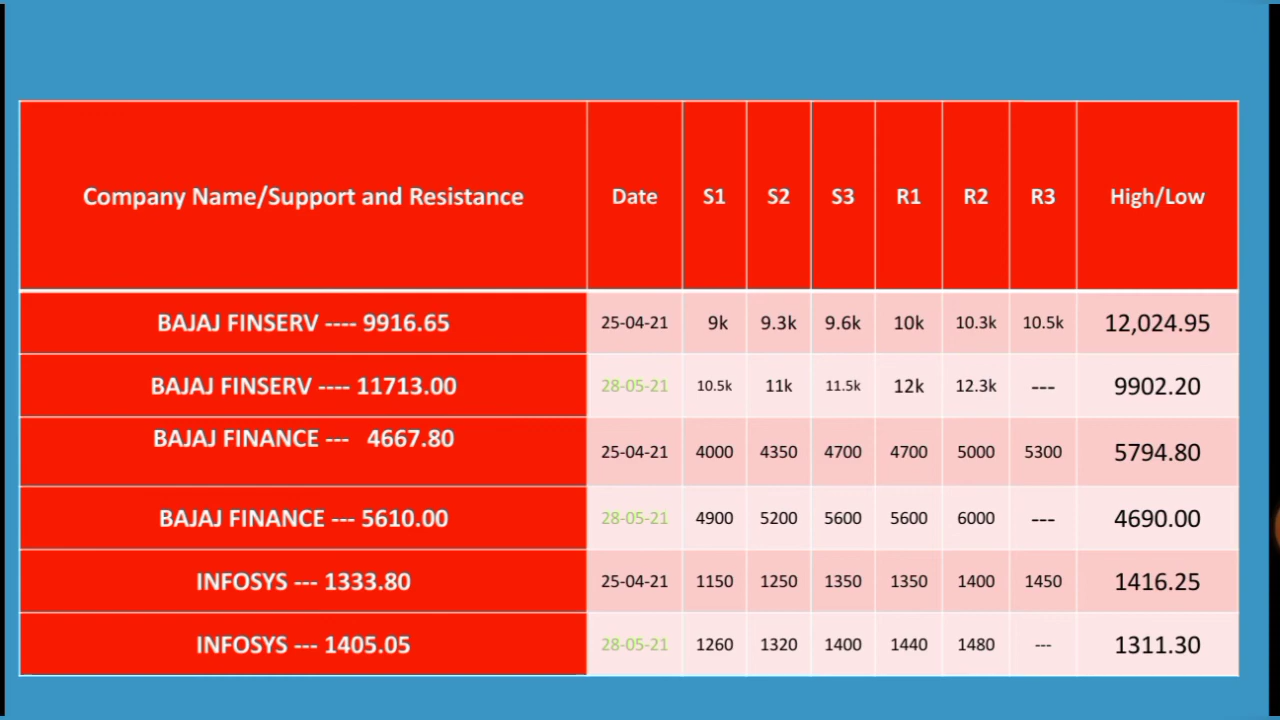 Company Name/Support and Resistance Date S1 S2 S3 R1 R2 R3 High/Low
BAJAJ FINSERV ---- 9916.65 25-04-21 9k 9.3k 9.6k 10k 10.3k 10.5k 12,024.95
BAJAJ FINSERV ---- 11713.00 28-05-21 10.5k 11k 11.5k 12k 12.3k --- 9902.20
BAJAJ FINANCE --- 4667.80 25-04-21 4000 4350 4700 4700 5000 5300 5794.80
BAJAJ FINANCE --- 5610.00 28-05-21 4900 5200 5600 5600 6000 --- 4690.00
INFOSYS --- 1333.80 25-04-21 1150 1250 1350 1350 1400 1450 1416.25
INFOSYS --- 1405.05 28-05-21 1260 1320 1400 1440 1480 --- 1311.30